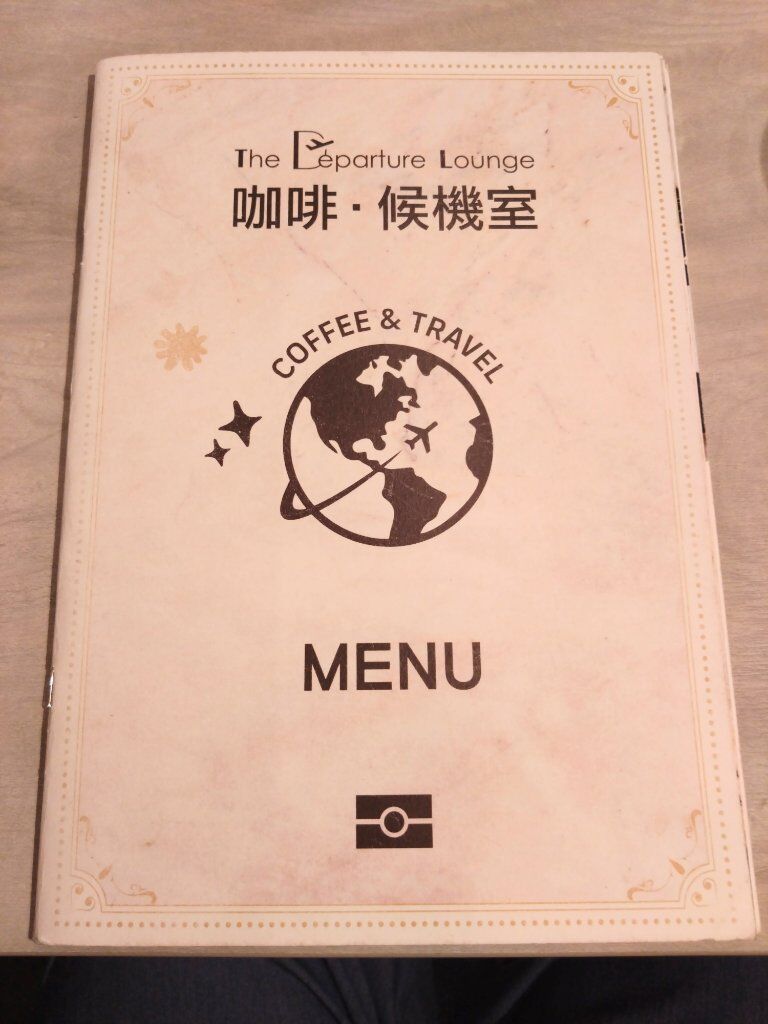 The Departure Lounge
咖啡·候機室
COFFEE & TRAVEL
MENU